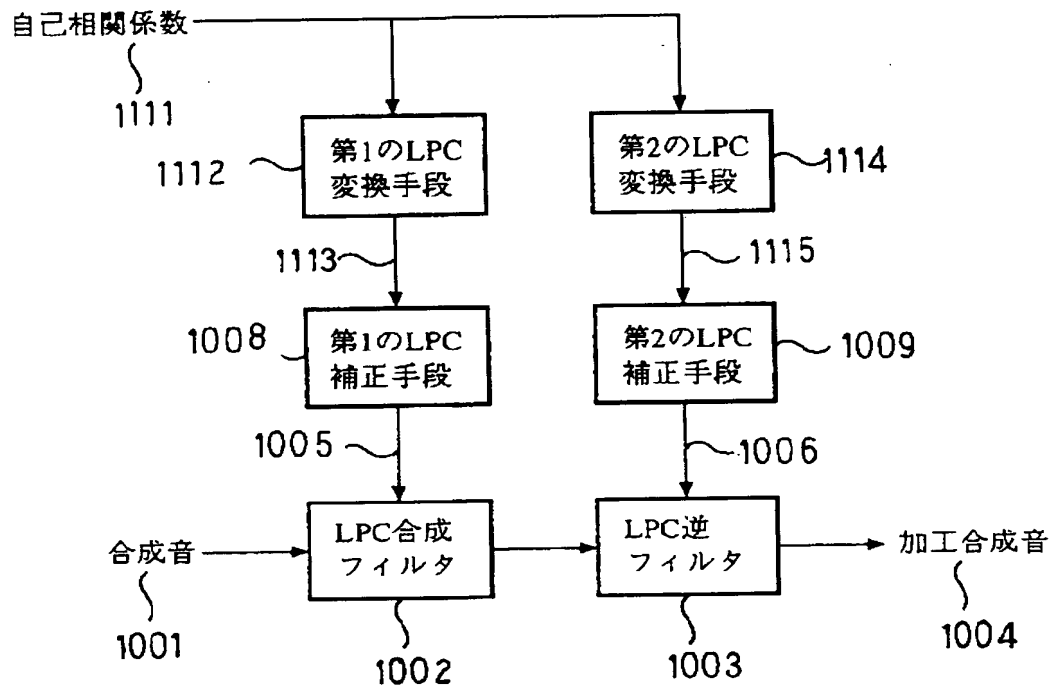 自己相関係数
1111
第1のLPC
変換手段
1112
第2のLPC
変換手段
1114
1113
1115
第1のLPC
補正手段
1008
第2のLPC
補正手段
1009
1005
1006
合成音
1001
LPC合成
フィルタ
1002
LPC逆
フィルタ
1003
加工合成音
1004